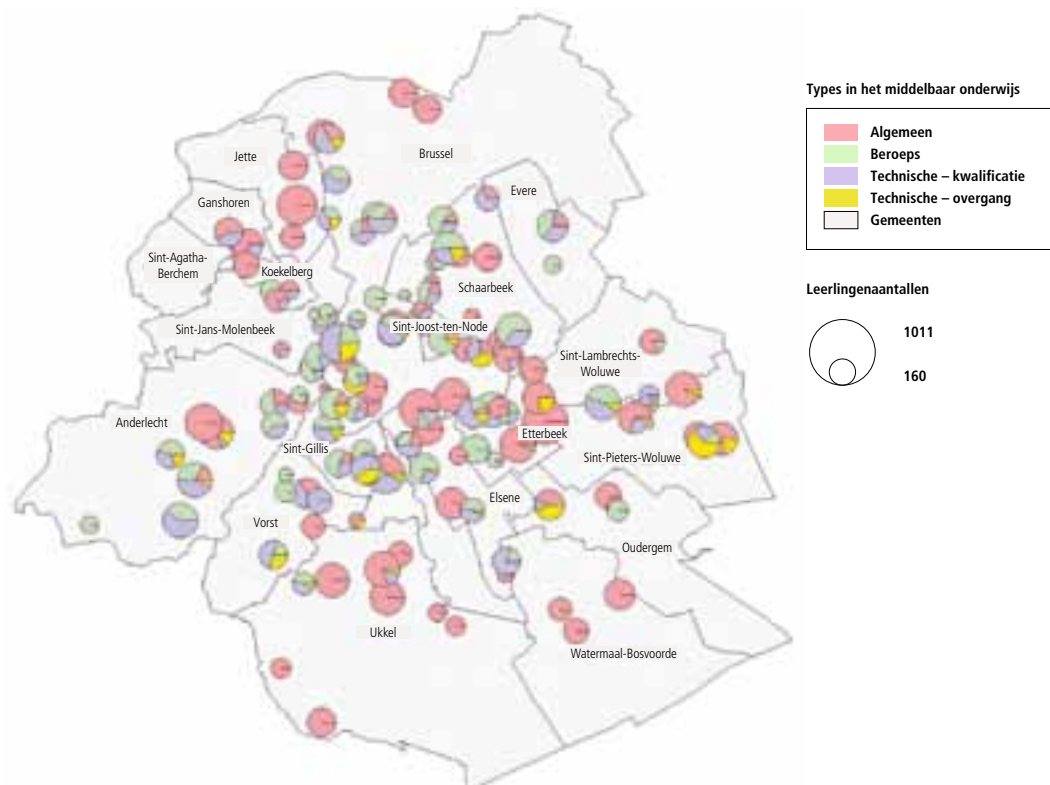 Types in het middelbaar onderwijs
Algemeen
Beroeps
Technische – kwalificatie
Technische – overgang
Gemeenten
Leerlingenaantallen
1011
160
Jette
Brussel
Evere
Ganshoren
Sint-Agatha-
Berchem
Koekelberg
Schaarbeek
Sint-Jans-Molenbeek
Sint-Joost-ten-Node
Sint-Lambrechts-
Woluwe
Anderlecht
Etterbeek
Sint-Gillis
Sint-Pieters-Woluwe
Elsene
Vorst
Oudergem
Ukkel
Watermaal-Bosvoorde